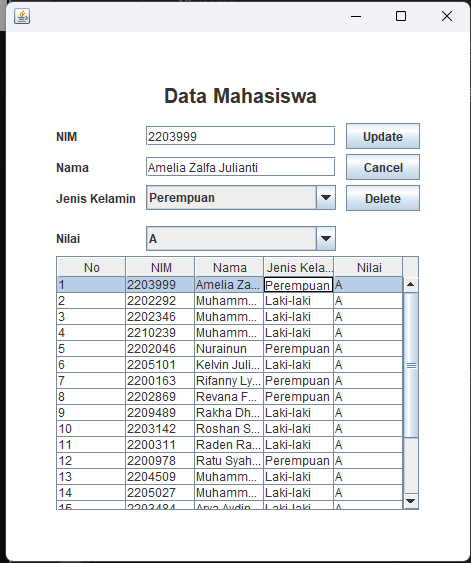 Data Mahasiswa
NIM 2203999 Update
Nama Amelia Zalfa Julianti Cancel
Jenis Kelamin Perempuan Delete
Nilai A
No NIM Nama Jenis Kela... Nilai
1 2203999 Amelia Za... Perempuan A
2 2202292 Muhamm... Laki-laki A
3 2202346 Muhamm... Laki-laki A
4 2210239 Muhamm... Laki-laki A
5 2202046 Nurainun Perempuan A
6 2205101 Kelvin Juli... Laki-laki A
7 2200163 Rifanny Ly... Perempuan A
8 2202869 Revana F... Perempuan A
9 2209489 Rakha Dh... Laki-laki A
10 2203142 Roshan S... Laki-laki A
11 2200311 Raden Ra... Laki-laki A
12 2200978 Ratu Syah... Perempuan A
13 2204509 Muhamm... Laki-laki A
14 2205027 Muhamm... Laki-laki A
15 2203484 Arya Aydin... Laki-laki A